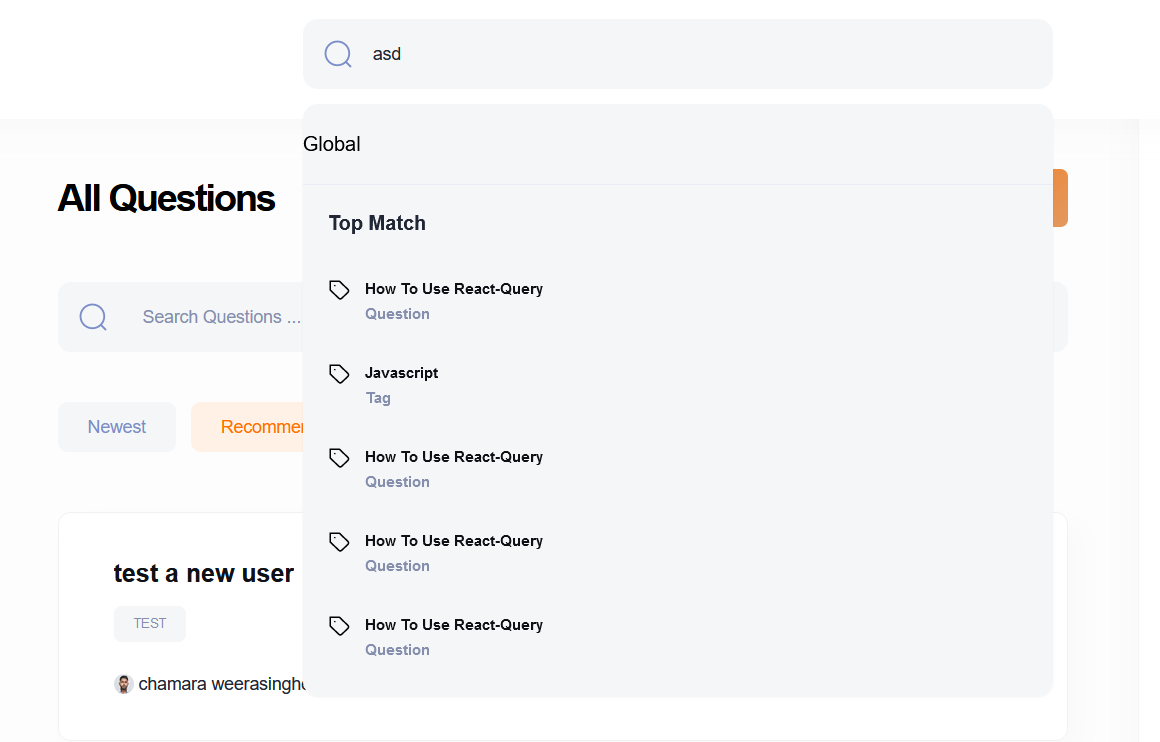 asd
Global
All Questions
Top Match
How To Use React-Query
Question
Search Questions ...
Javascript
Tag
Newest
Recommen
How To Use React-Query
Question
How To Use React-Query
Question
test a new user
TEST
How To Use React-Query
Question
chamara weerasinghe